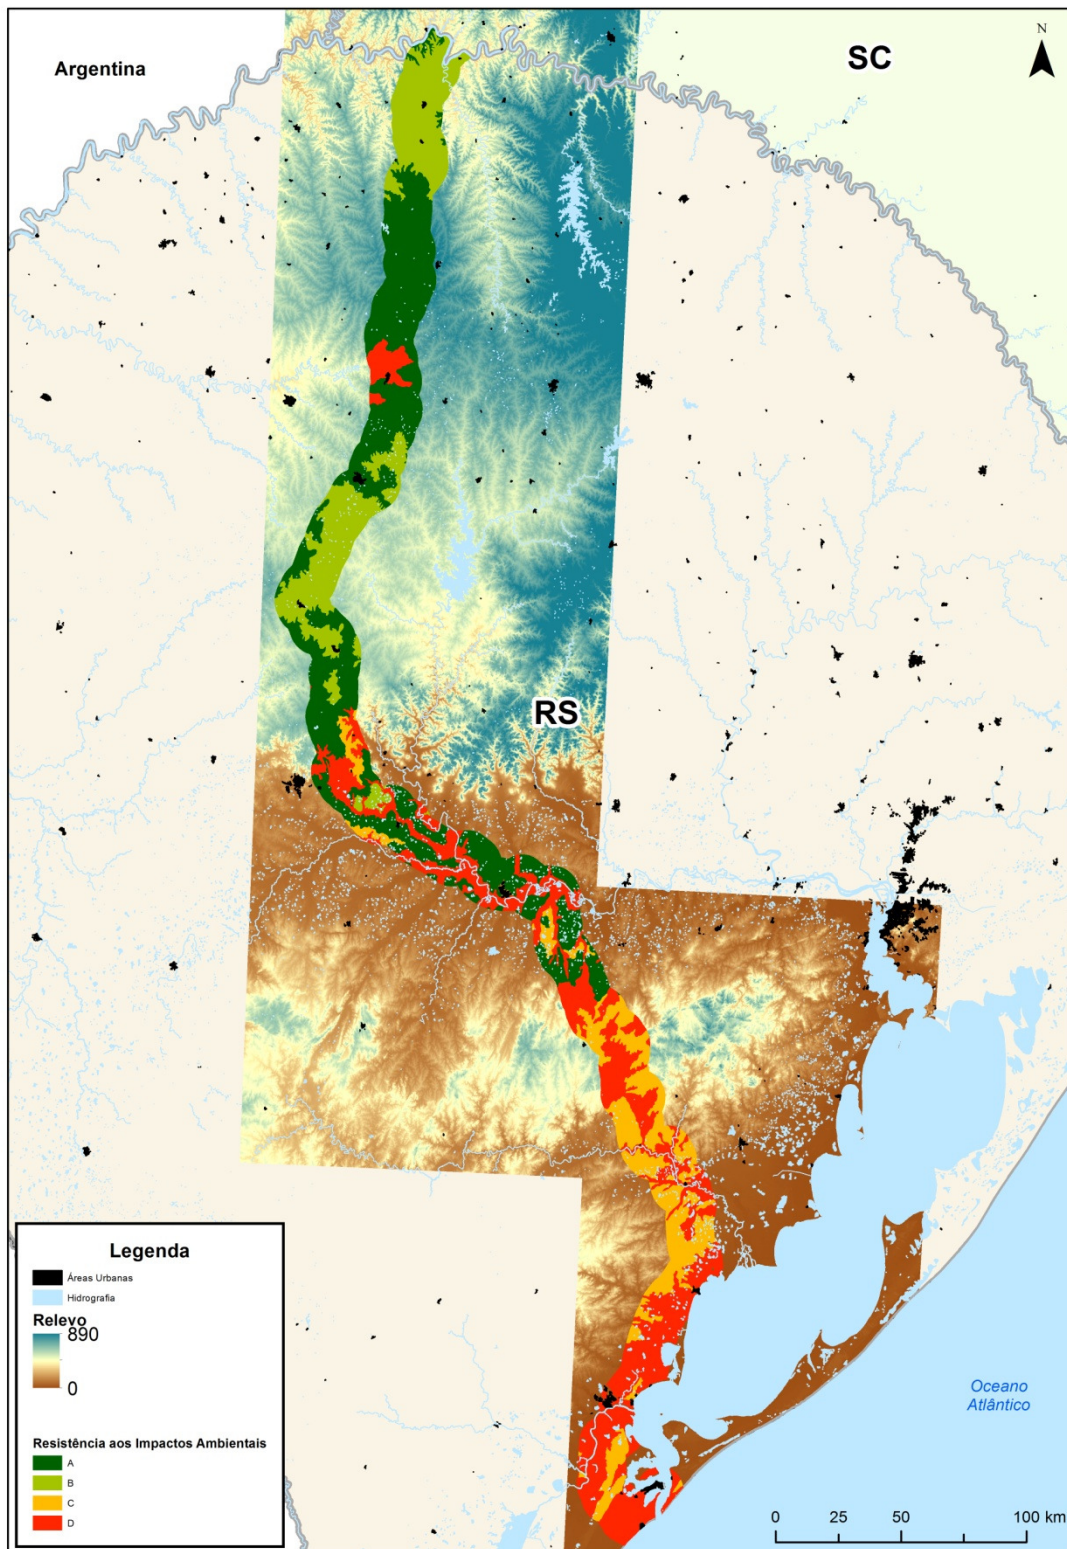 Argentina
SC
N
RS
Legenda
Áreas Urbanas
Hidrografia
Relevo
890
0
Resistência aos Impactos Ambientais
A
B
C
D
Oceano
Atlântico
0 25 50 100 km